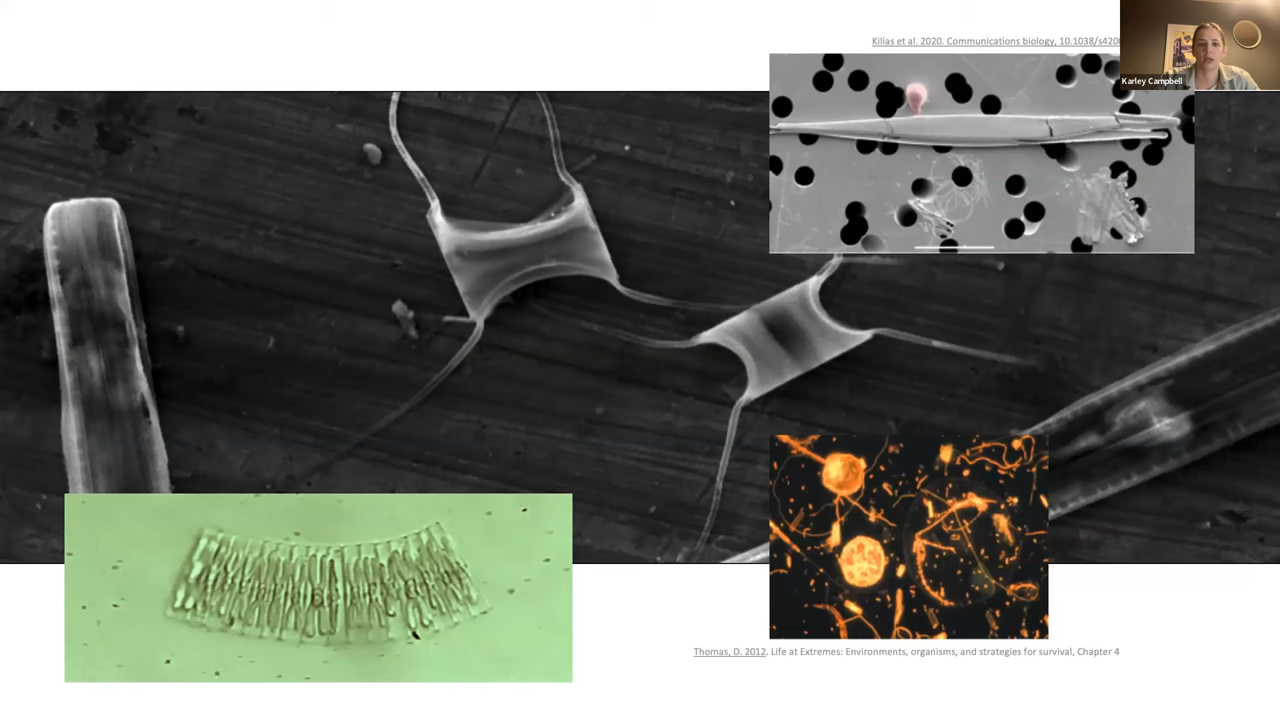 Kilias et al. 2020. Communications biology, 10.1038/s420
Karley Campbell
Thomas, D. 2012. Life at Extremes: Environments, organisms, and strategies for survival, Chapter 4